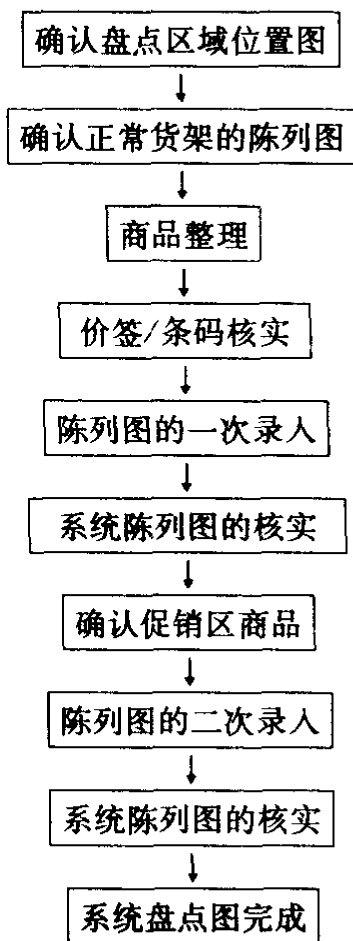 确认盘点区域位置图
确认正常货架的陈列图
商品整理
价签/条码核实
陈列图的一次录人
系统陈列图的核实
确认促销区商品
陈列图的二次录人
系统陈列图的核实
系统盘点图完成